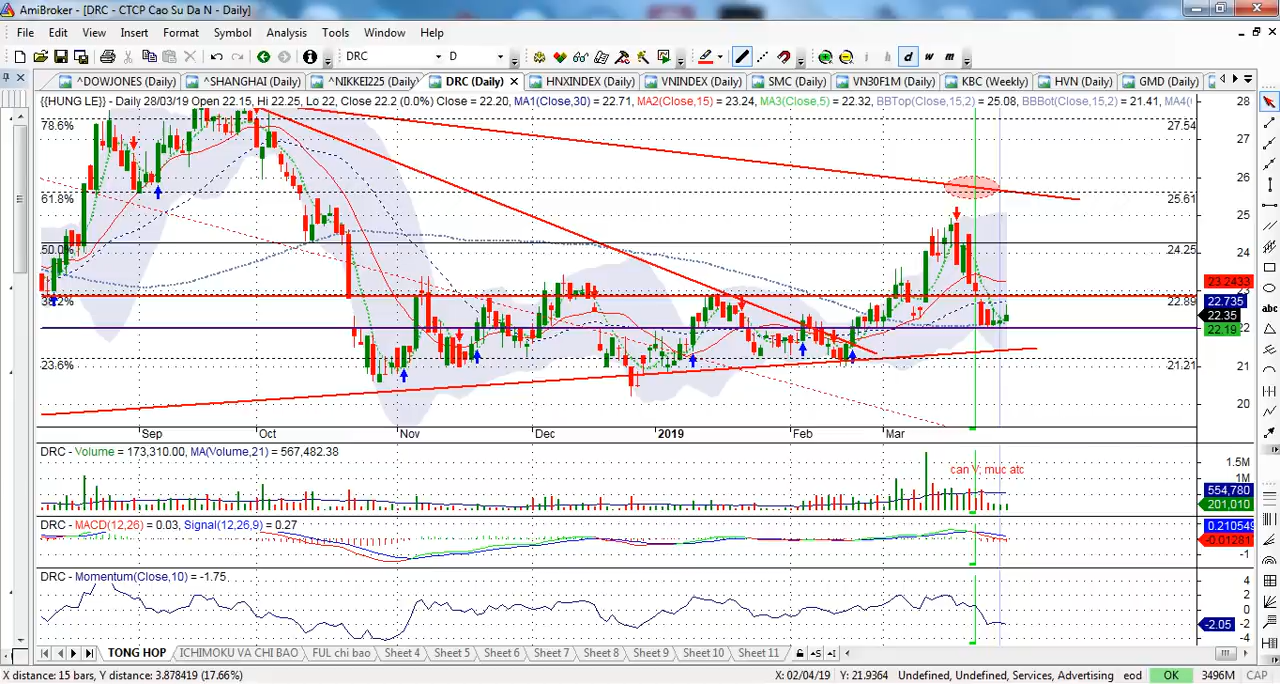 AmiBroker - [DRC - CTCP Cao Su Da N - Daily]
File Edit View Insert Format Symbol Analysis Tools Window Help
DRC D d w m
^DOWJONES (Daily) ^SHANGHAI (Daily) ^NIKKEI225 (Daily) DRC (Daily) HNXINDEX (Daily) VNINDEX (Daily) SMC (Daily) VN30F1M (Daily) KBC (Weekly) HVN (Daily) GMD (Daily)
{{HUNG LE}} - Daily 28/03/19 Open 22.15, Hi 22.25, Lo 22, Close 22.2 (0.0%) Close = 22.20, MA1(Close,30) = 22.71, MA2(Close,15) = 23.24, MA3(Close,5) = 22.32, BBTop(Close,15,2) = 25.08, BBBot(Close,15,2) = 21.41, MA4(
28
78.6% 27.54
27
26
61.8% 25.61
25
50.0% 24.25
24
23.2433
23
38.2% 22.89 22.735
22.35
22 22.19
23.6% 21.21
21
20
Sep Oct Nov Dec 2019 Feb Mar
DRC - Volume = 173,310.00, MA(Volume,21) = 567,482.38
can V, muc atc
1.5M
1M
554,780
201,010
DRC - MACD(12,26) = 0.03, Signal(12,26,9) = 0.27
0.210549
-0.01281
-1
DRC - Momentum(Close,10) = -1.75
4
2
0
-2.05
-4
TONG HOP ICHIMOKU VA CHI BAO FUL chi bao Sheet 4 Sheet 5 Sheet 6 Sheet 7 Sheet 8 Sheet 9 Sheet 10 Sheet 11
X distance: 15 bars, Y distance: 3.878419 (17.66%) X: 02/04/19 Y: 21.9364 Undefined, Undefined, Services, Advertising eod OK 3496M CAP
abc